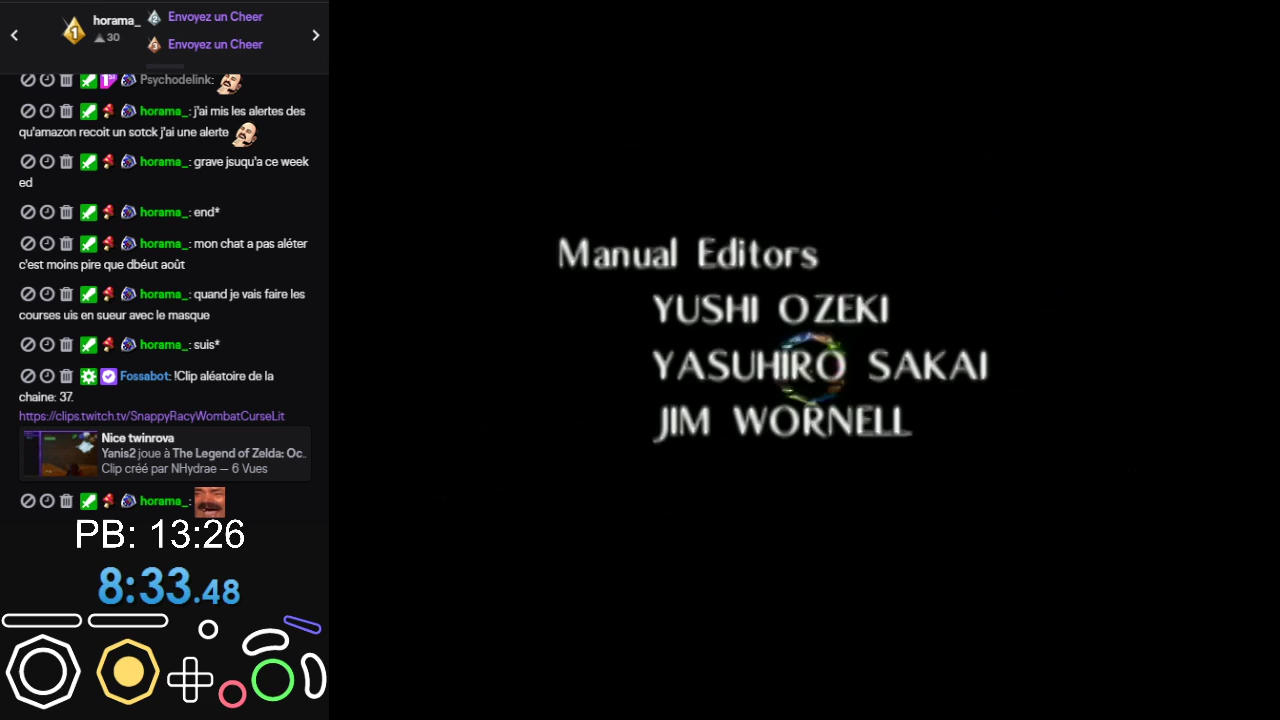 horama_
30
2 Envoyez un Cheer
3 Envoyez un Cheer
1
Psychodelink:
horama_: j'ai mis les alertes des
qu'amazon recoit un sotck j'ai une alerte
horama_: grave jsuqu'a ce week
ed
horama_: end*
horama_: mon chat a pas aléter
c'est moins pire que dbéut août
horama_: quand je vais faire les
courses uis en sueur avec le masque
horama_: suis*
Fossabot: !Clip aléatoire de la
chaine: 37.
https://clips.twitch.tv/SnappyRacyWombatCurseLit
Nice twinrova
Yanis2 joue à The Legend of Zelda: Oc..
Clip créé par NHydrae — 6 Vues
horama_:
PB: 13:26
8:33.48
Manual Editors
YUSHI OZEKI
YASUHIRO SAKAI
JIM WORNELL